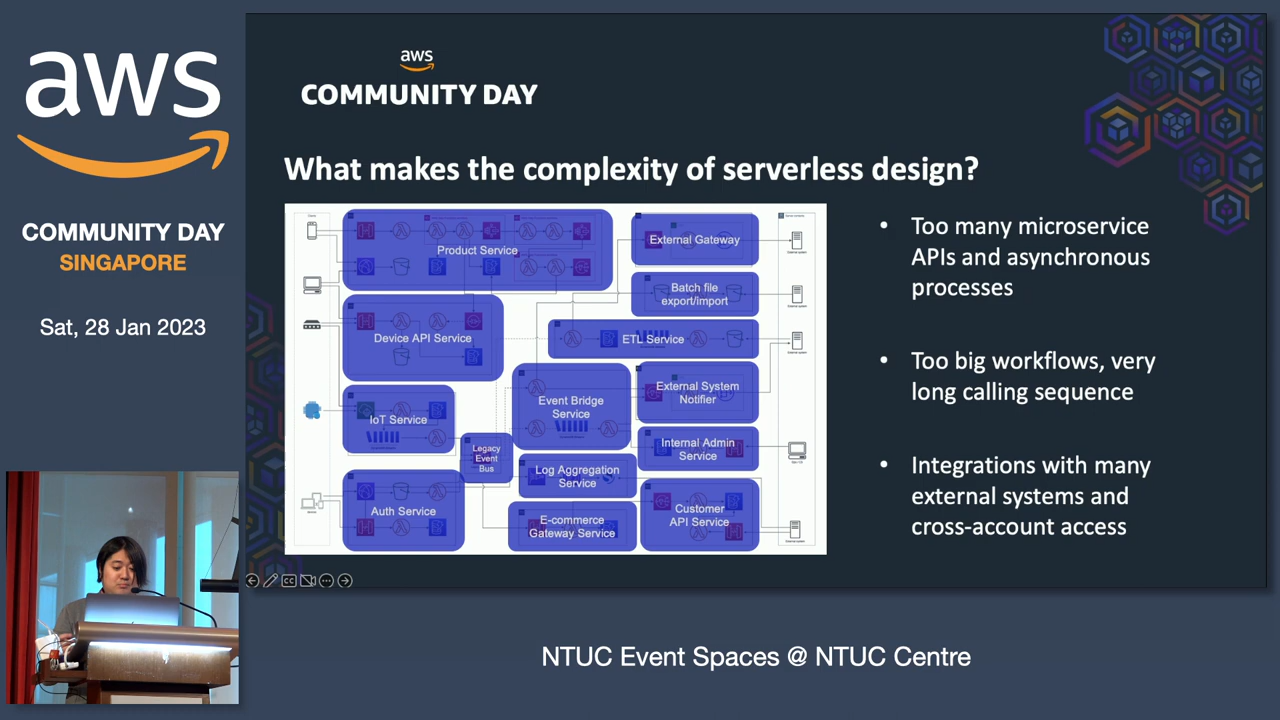 aws
COMMUNITY DAY
SINGAPORE
Sat, 28 Jan 2023
aws
COMMUNITY DAY
What makes the complexity of serverless design?
Product Service
External Gateway
Batch file
export/import
Device API Service
ETL Service
External System
Notifier
Event Bridge
Service
IoT Service
Legacy
Event
Bus
Internal Admin
Service
Log Aggregation
Service
Auth Service
E-commerce
Gateway Service
Customer
API Service
• Too many microservice
APIs and asynchronous
processes
• Too big workflows, very
long calling sequence
• Integrations with many
external systems and
cross-account access
CC
NTUC Event Spaces @ NTUC Centre